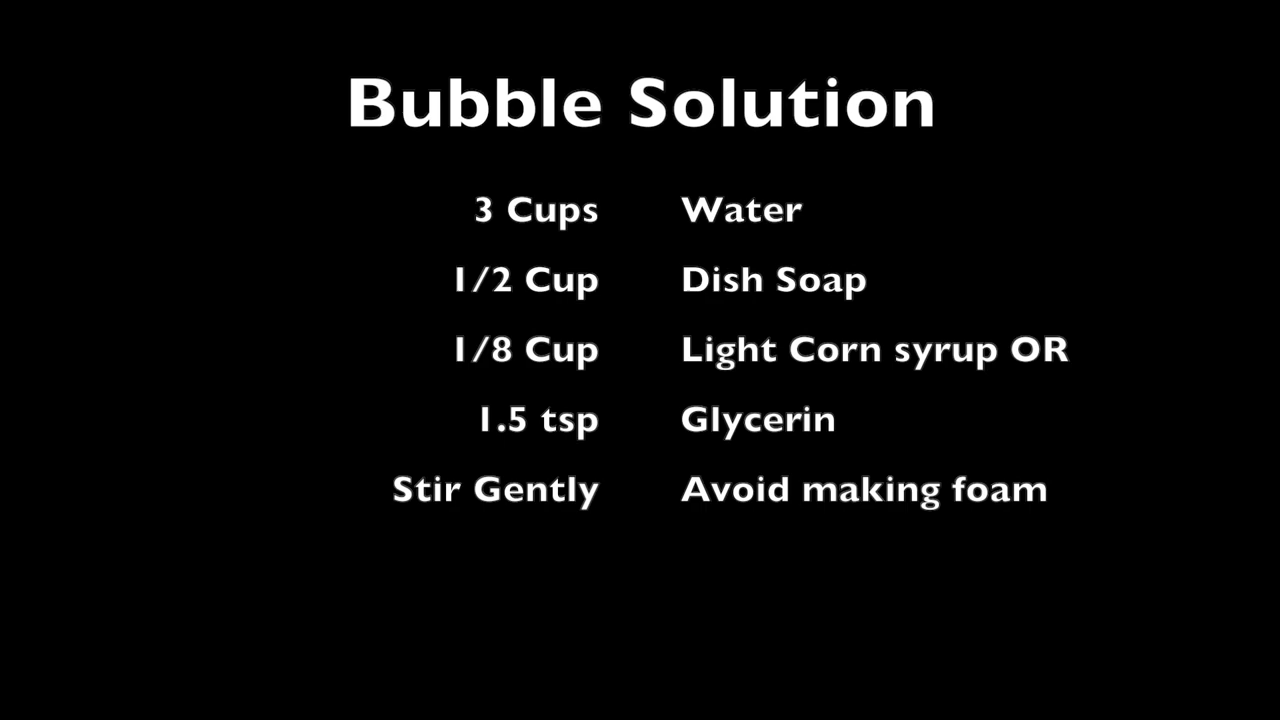 Bubble Solution
3 Cups Water
1/2 Cup Dish Soap
1/8 Cup Light Corn syrup OR
1.5 tsp Glycerin
Stir Gently Avoid making foam